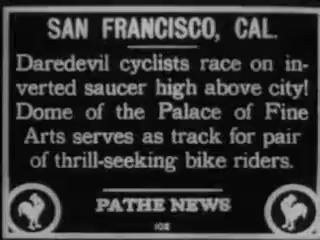 SAN FRANCISCO, CAL.
Daredevil cyclists race on in-
verted saucer high above city!
Dome of the Palace of Fine
Arts serves as track for pair
of thrill-seeking bike riders.
PATHE NEWS